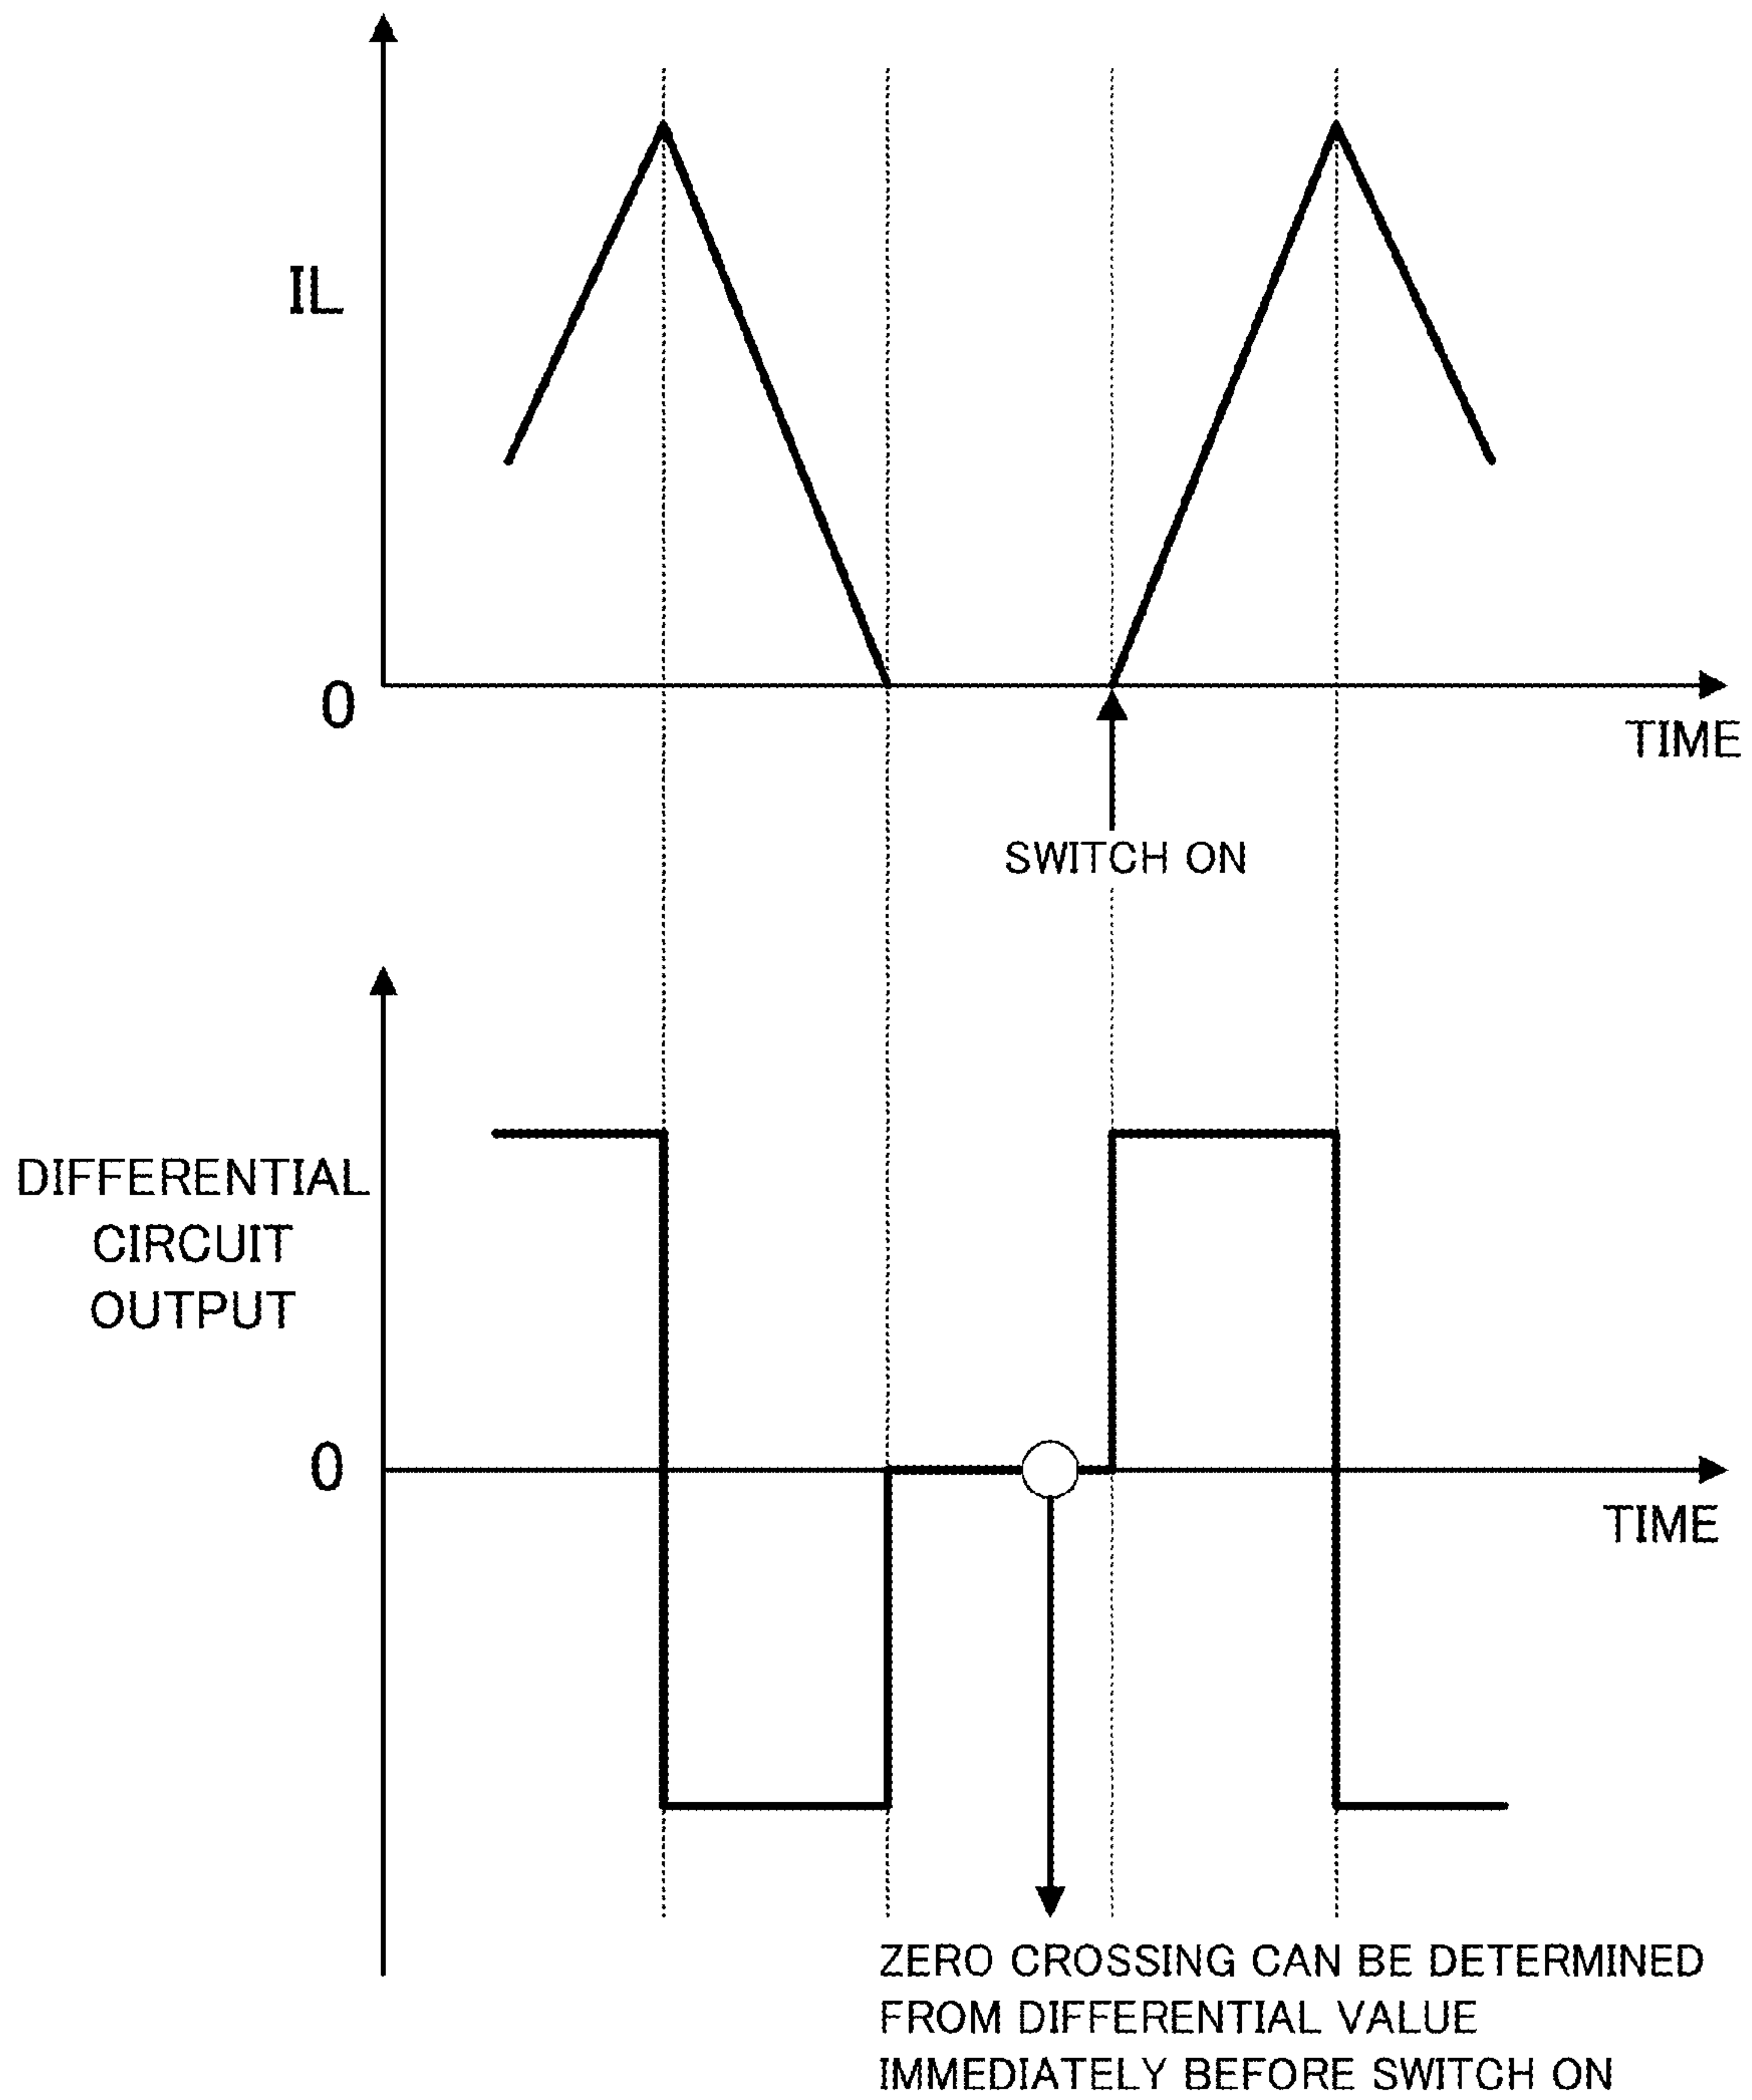 IL
0
TIME
SWITCH ON
DIFFERENTIAL
CIRCUIT
OUTPUT
0
TIME
ZERO CROSSING CAN BE DETERMINED
FROM DIFFERENTIAL VALUE
IMMEDIATELY BEFORE SWITCH ON